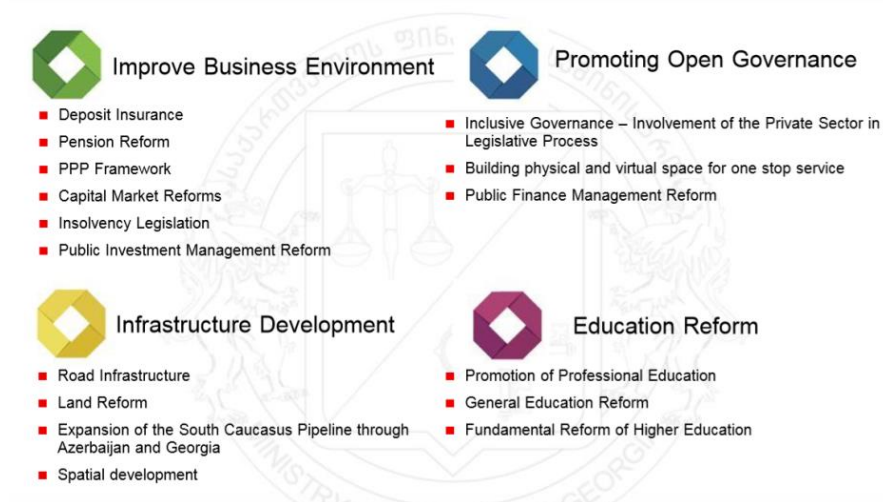 Improve Business Environment
Deposit Insurance
Pension Reform
PPP Framework
Capital Market Reforms
Insolvency Legislation
Public Investment Management Reform
Promoting Open Governance
Inclusive Governance – Involvement of the Private Sector in
Legislative Process
Building physical and virtual space for one stop service
Public Finance Management Reform
Infrastructure Development
Road Infrastructure
Land Reform
Expansion of the South Caucasus Pipeline through
Azerbaijan and Georgia
Spatial development
Education Reform
Promotion of Professional Education
General Education Reform
Fundamental Reform of Higher Education